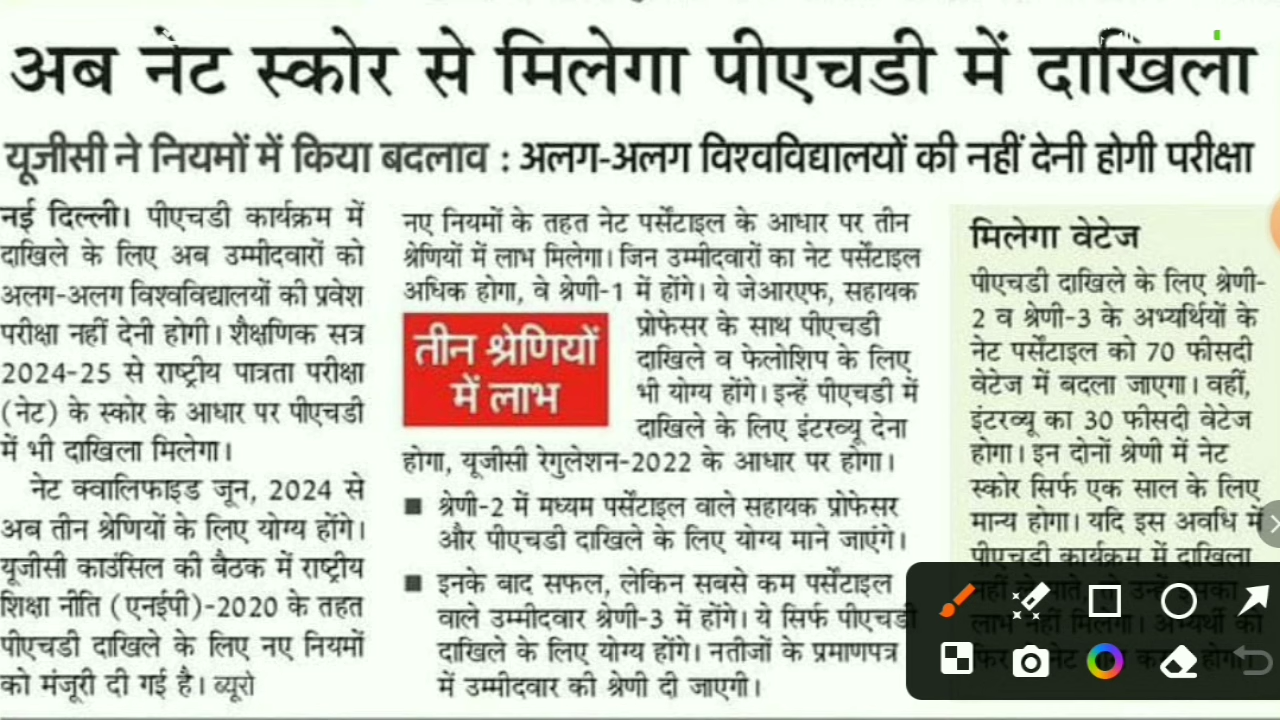 अब नेट स्कोर से मिलेगा पीएचडी में दाखिला
यूजीसी ने नियमों में किया बदलाव : अलग-अलग विश्वविद्यालयों की नहीं देनी होगी परीक्षा
नई दिल्ली। पीएचडी कार्यक्रम में
दाखिले के लिए अब उम्मीदवारों को
अलग-अलग विश्वविद्यालयों की प्रवेश
परीक्षा नहीं देनी होगी। शैक्षणिक सत्र
2024-25 से राष्ट्रीय पात्रता परीक्षा
(नेट) के स्कोर के आधार पर पीएचडी
में भी दाखिला मिलेगा।
नेट क्वालिफाइड जून, 2024 से
अब तीन श्रेणियों के लिए योग्य होंगे।
यूजीसी काउंसिल की बैठक में राष्ट्रीय
शिक्षा नीति (एनईपी)-2020 के तहत
पीएचडी दाखिले के लिए नए नियमों
को मंजूरी दी गई है। ब्यूरो
नए नियमों के तहत नेट पर्सेंटाइल के आधार पर तीन
श्रेणियों में लाभ मिलेगा। जिन उम्मीदवारों का नेट पर्सेंटाइल
अधिक होगा, वे श्रेणी-1 में होंगे। ये जेआरएफ, सहायक
तीन श्रेणियों
में लाभ
प्रोफेसर के साथ पीएचडी
दाखिले व फेलोशिप के लिए
भी योग्य होंगे। इन्हें पीएचडी में
दाखिले के लिए इंटरव्यू देना
होगा, यूजीसी रेगुलेशन-2022 के आधार पर होगा।
■ श्रेणी-2 में मध्यम पर्सेंटाइल वाले सहायक प्रोफेसर
और पीएचडी दाखिले के लिए योग्य माने जाएंगे।
■ इनके बाद सफल, लेकिन सबसे कम पर्सेंटाइल
वाले उम्मीदवार श्रेणी-3 में होंगे। ये सिर्फ पीएचडी
दाखिले के लिए योग्य होंगे। नतीजों के प्रमाणपत्र
में उम्मीदवार की श्रेणी दी जाएगी।
मिलेगा वेटेज
पीएचडी दाखिले के लिए श्रेणी-
2 व श्रेणी-3 के अभ्यर्थियों के
नेट पर्सेंटाइल को 70 फीसदी
वेटेज में बदला जाएगा। वहीं,
इंटरव्यू का 30 फीसदी वेटेज
होगा। इन दोनों श्रेणी में नेट
स्कोर सिर्फ एक साल के लिए
मान्य होगा। यदि इस अवधि में
पीएचडी कार्यक्रम में दाखिला
लाभ नहीं मिलेगा।